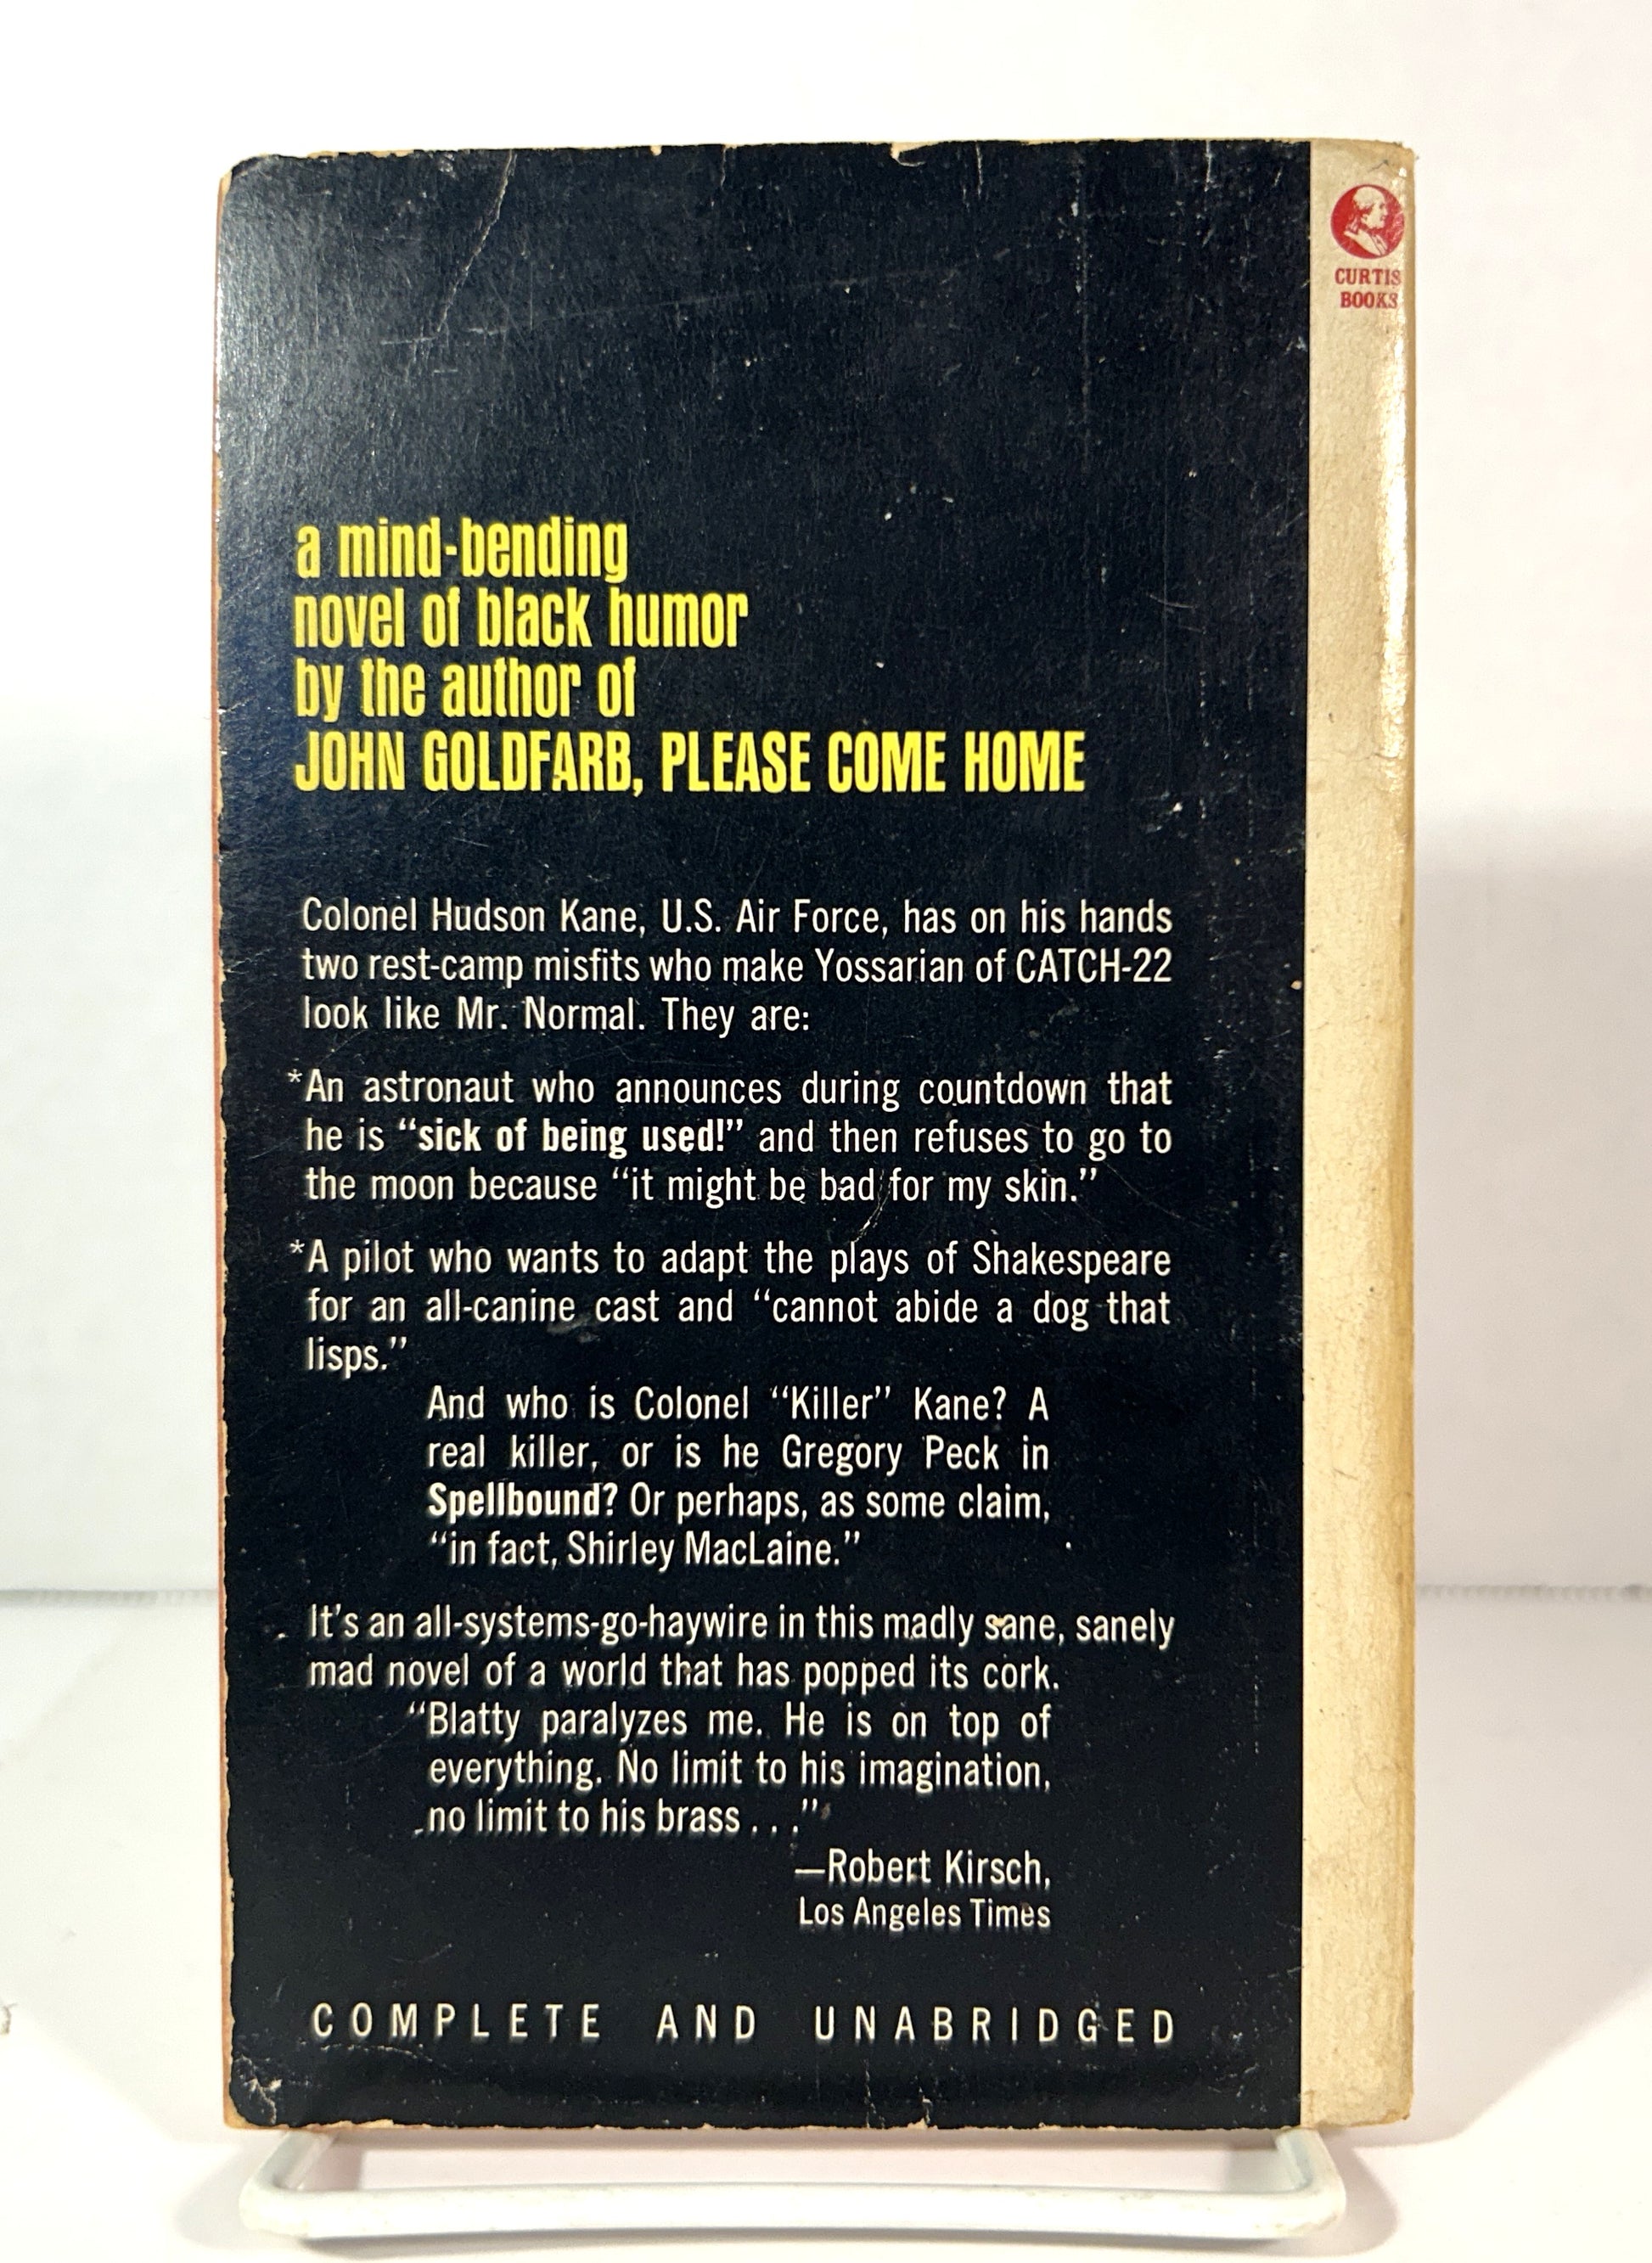 CURTIS
BOOKS
a mind-bending
novel of black humor
by the author of
JOHN GOLDFARB, PLEASE COME HOME
Colonel Hudson Kane, U.S. Air Force, has on his hands
two rest-camp misfits who make Yossarian of CATCH-22
look like Mr. Normal. They are:
*An astronaut who announces during countdown that
he is “sick of being used!” and then refuses to go to
the moon because “it might be bad for my skin.”
*A pilot who wants to adapt the plays of Shakespeare
for an all-canine cast and “cannot abide a dog that
lisps.”
And who is Colonel “Killer” Kane? A
real killer, or is he Gregory Peck in
Spellbound? Or perhaps, as some claim,
“in fact, Shirley MacLaine.”
It’s an all-systems-go-haywire in this madly sane, sanely
mad novel of a world that has popped its cork.
“Blatty paralyzes me. He is on top of
everything. No limit to his imagination,
no limit to his brass . . .”
—Robert Kirsch,
Los Angeles Times
COMPLETE AND UNABRIDGED